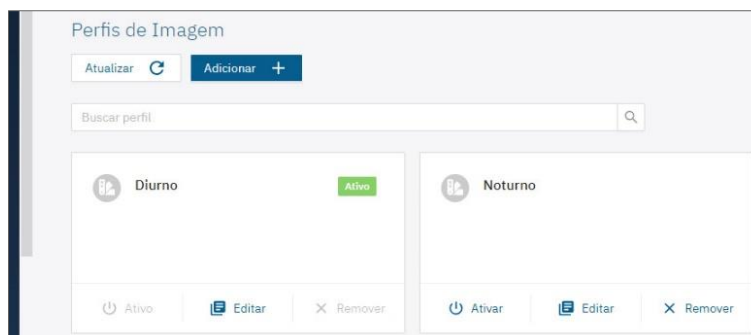 Perfis de Imagem
Atualizar Adicionar
Buscar perfil
Diurno Ativo Noturno
Ativo Editar Remover Ativar Editar Remover